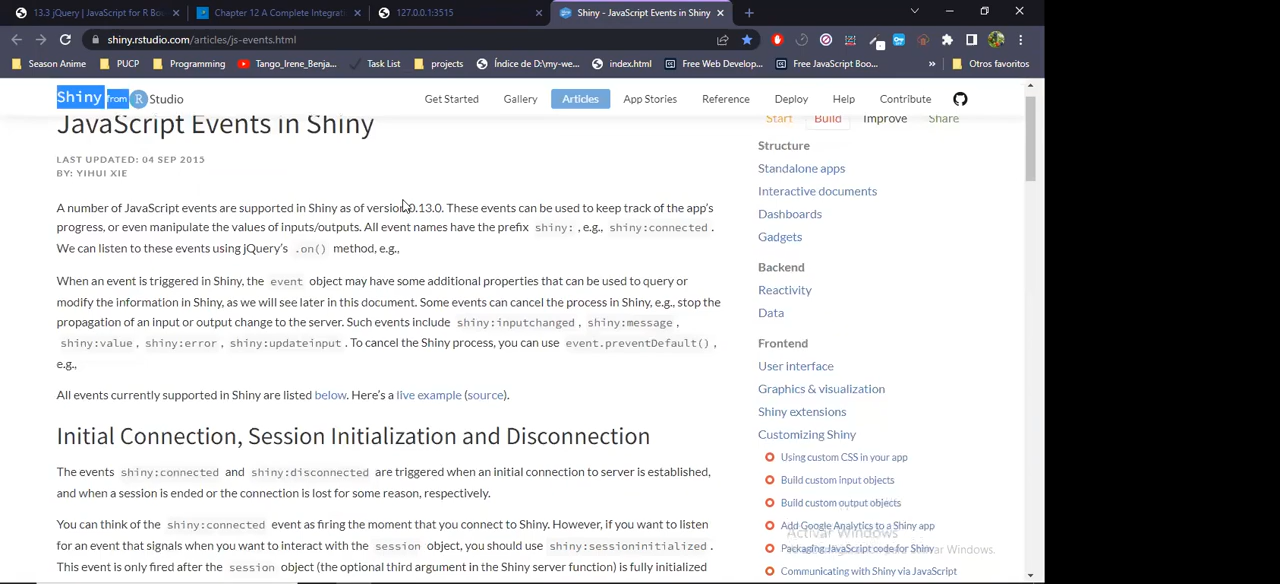 13.3 jQuery | JavaScript for R Bo
Chapter 12 A Complete Integrati
127.0.0.1:3515
Shiny - JavaScript Events in Shiny
shiny.rstudio.com/articles/js-events.html
Season Anime
PUCP
Programming
Tango_Irene_Benja...
Task List
projects
Índice de D:\my-we...
index.html
Free Web Develop...
Free JavaScript Boo...
»
Otros favoritos
Shiny from R Studio
Get Started
Gallery
Articles
App Stories
Reference
Deploy
Help
Contribute
JavaScript Events in Shiny
LAST UPDATED: 04 SEP 2015
BY: YIHUI XIE
A number of JavaScript events are supported in Shiny as of version 0.13.0. These events can be used to keep track of the app's
progress, or even manipulate the values of inputs/outputs. All event names have the prefix shiny: , e.g., shiny:connected .
We can listen to these events using jQuery's .on() method, e.g.,
When an event is triggered in Shiny, the event object may have some additional properties that can be used to query or
modify the information in Shiny, as we will see later in this document. Some events can cancel the process in Shiny, e.g., stop the
propagation of an input or output change to the server. Such events include shiny:inputchanged , shiny:message ,
shiny:value , shiny:error , shiny:updateinput . To cancel the Shiny process, you can use event.preventDefault() ,
e.g.,
All events currently supported in Shiny are listed below. Here's a live example (source).
Initial Connection, Session Initialization and Disconnection
The events shiny:connected and shiny:disconnected are triggered when an initial connection to server is established,
and when a session is ended or the connection is lost for some reason, respectively.
You can think of the shiny:connected event as firing the moment that you connect to Shiny. However, if you want to listen
for an event that signals when you want to interact with the session object, you should use shiny:sessioninitialized .
This event is only fired after the session object (the optional third argument in the Shiny server function) is fully initialized
Start
Build
Improve
Share
Structure
Standalone apps
Interactive documents
Dashboards
Gadgets
Backend
Reactivity
Data
Frontend
User interface
Graphics & visualization
Shiny extensions
Customizing Shiny
Using custom CSS in your app
Build custom input objects
Build custom output objects
Add Google Analytics to a Shiny app
Packaging JavaScript code for Shiny
Communicating with Shiny via JavaScript
Activar Windows